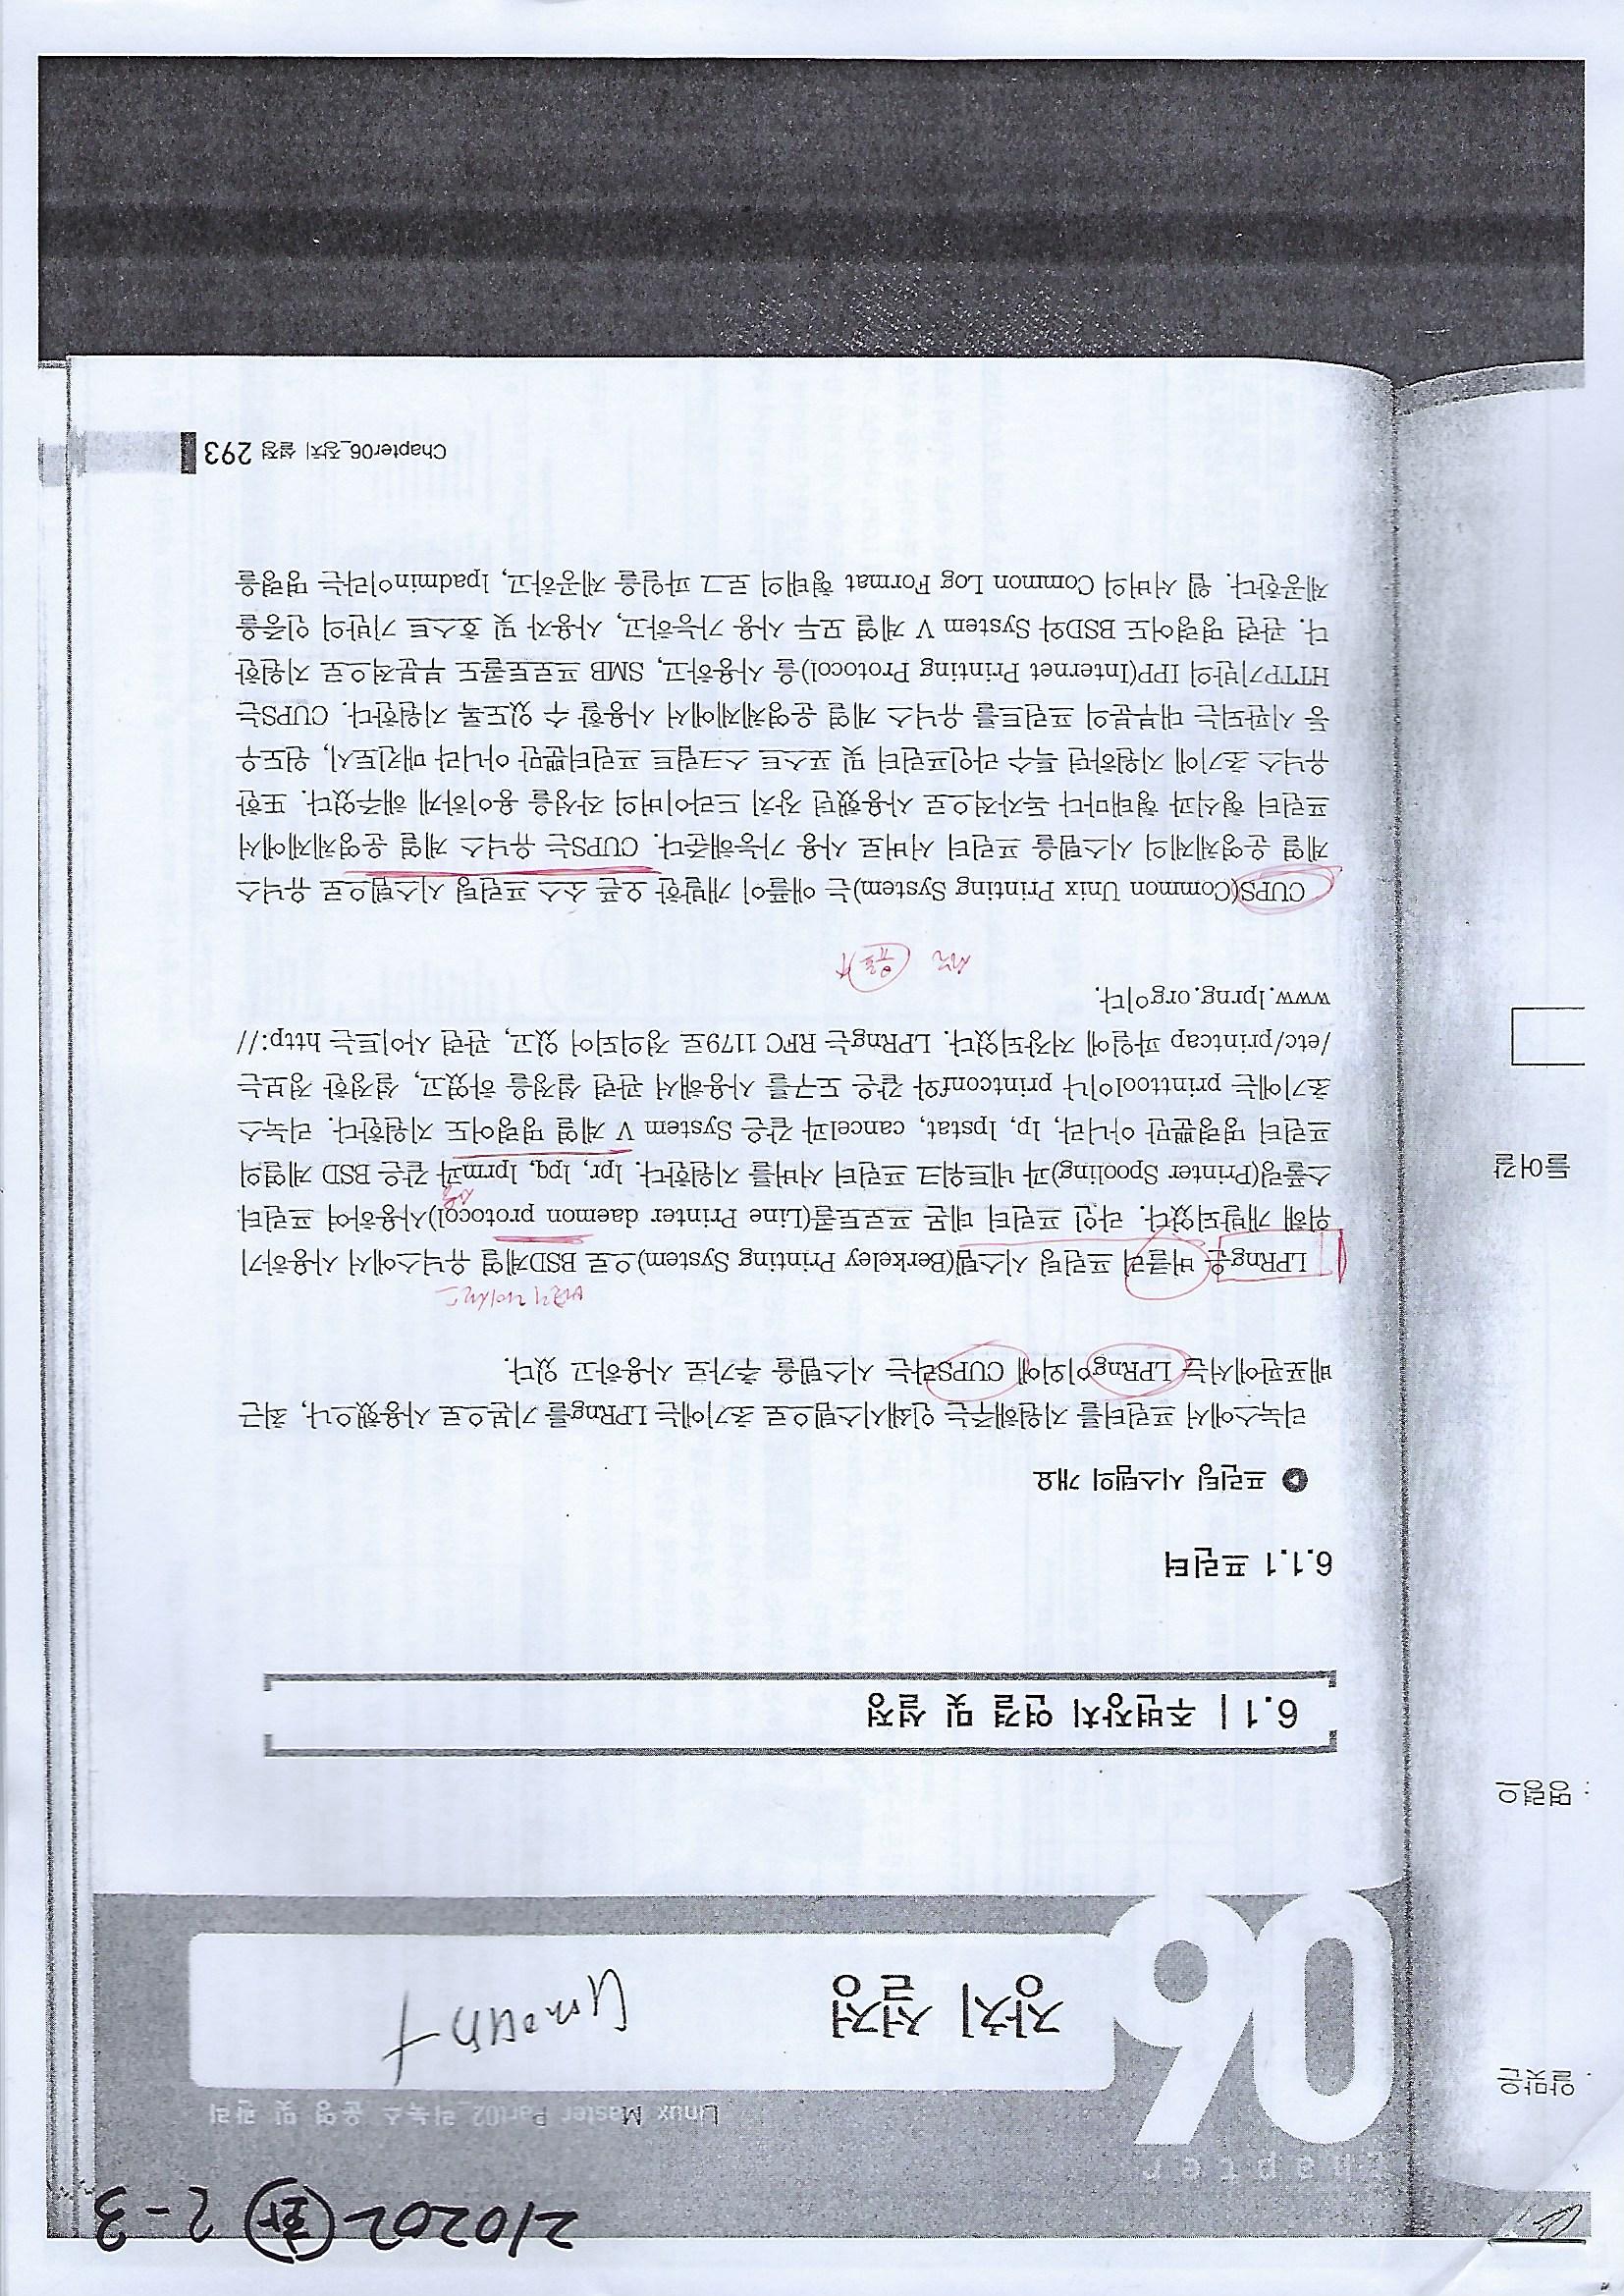 210202 화 2-3
chapter
06
Linux Master Part02_리눅스 운영 및 관리
장치 설정
umount
. 알맞은
: 명령으
들어갈
6.1| 주변장치 연결 및 설정
6.1.1 프린터
프린팅 시스템의 개요
리눅스에서 프린터를 지원해주는 인쇄시스템으로 초기에는 LPRng를 기본으로 사용했으나, 최근
배포판에서는 LPRng이외에 CUPS라는 시스템을 추가로 사용하고 있다.
버클리 라이센스
LPRng은 버클리 프린팅 시스템(Berkeley Printing System)으로 BSD계열 유닉스에서 사용하기
위해 개발되었다. 라인 프린터 데몬 프로토콜(Line Printer daemon protocol)사용하여 프린터
스풀링(Printer Spooling)과 네트워크 프린터 서버를 지원한다. lpr, lpq, lprm과 같은 BSD 계열의
프린터 명령뿐만 아니라, lp, lpstat, cancel과 같은 System V 계열 명령어도 지원한다. 리눅스
초기에는 printtool이나 printconf와 같은 도구를 사용해서 관련 설정을 하였고, 설정한 정보는
/etc/printcap 파일에 저장되었다. LPRng는 RFC 1179로 정의되어 있고, 관련 사이트는 http://
www.lprng.org이다.
유료
CUPS(Common Unix Printing System)는 애플이 개발한 오픈 소스 프린팅 시스템으로 유닉스
계열 운영체제의 시스템을 프린터 서버로 사용 가능해준다. CUPS는 유닉스 계열 운영체제에서
프린터 형식과 형태마다 독자적으로 사용했던 장치 드라이버의 작성을 용이하게 해주었다. 또한
유닉스 초기에 지원하던 특수 라인프린터 및 포스트 스크립트 프린터뿐만 아니라 매킨토시, 윈도우
등 시판되는 대부분의 프린트를 유닉스 계열 운영체제에서 사용할 수 있도록 지원한다. CUPS는
HTTP기반의 IPP(Internet Printing Protocol)을 사용하고, SMB 프로토콜도 부분적으로 지원한
다. 관련 명령어도 BSD와 System V 계열 모두 사용 가능하고, 사용자 및 호스트 기반의 인증을
제공한다. 웹 서버의 Common Log Format 형태의 로그 파일을 제공하고, lpadmin이라는 명령을
Chapter06_장치 설정 293